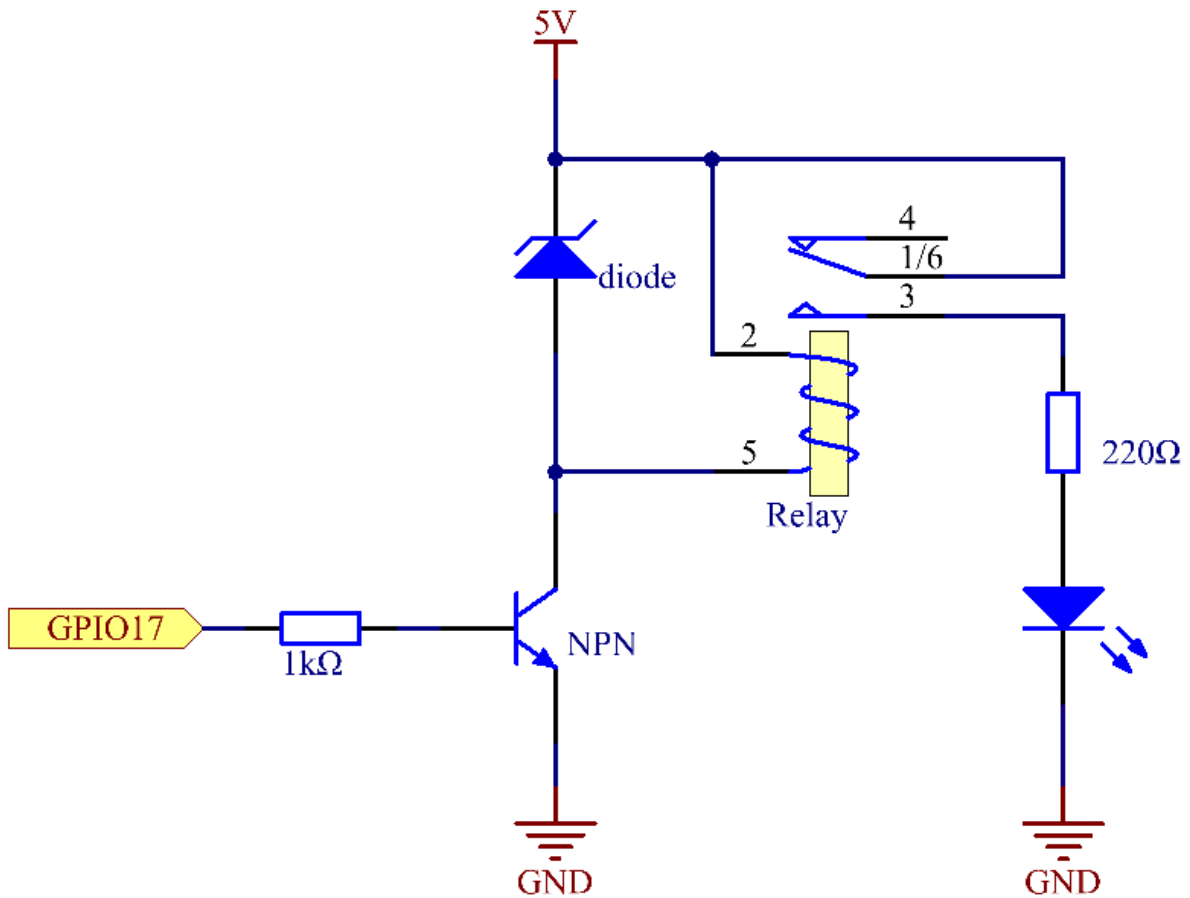 5V
4
1/6
diode
3
2
5
220Ω
Relay
GPIO17
1kΩ
NPN
GND
GND